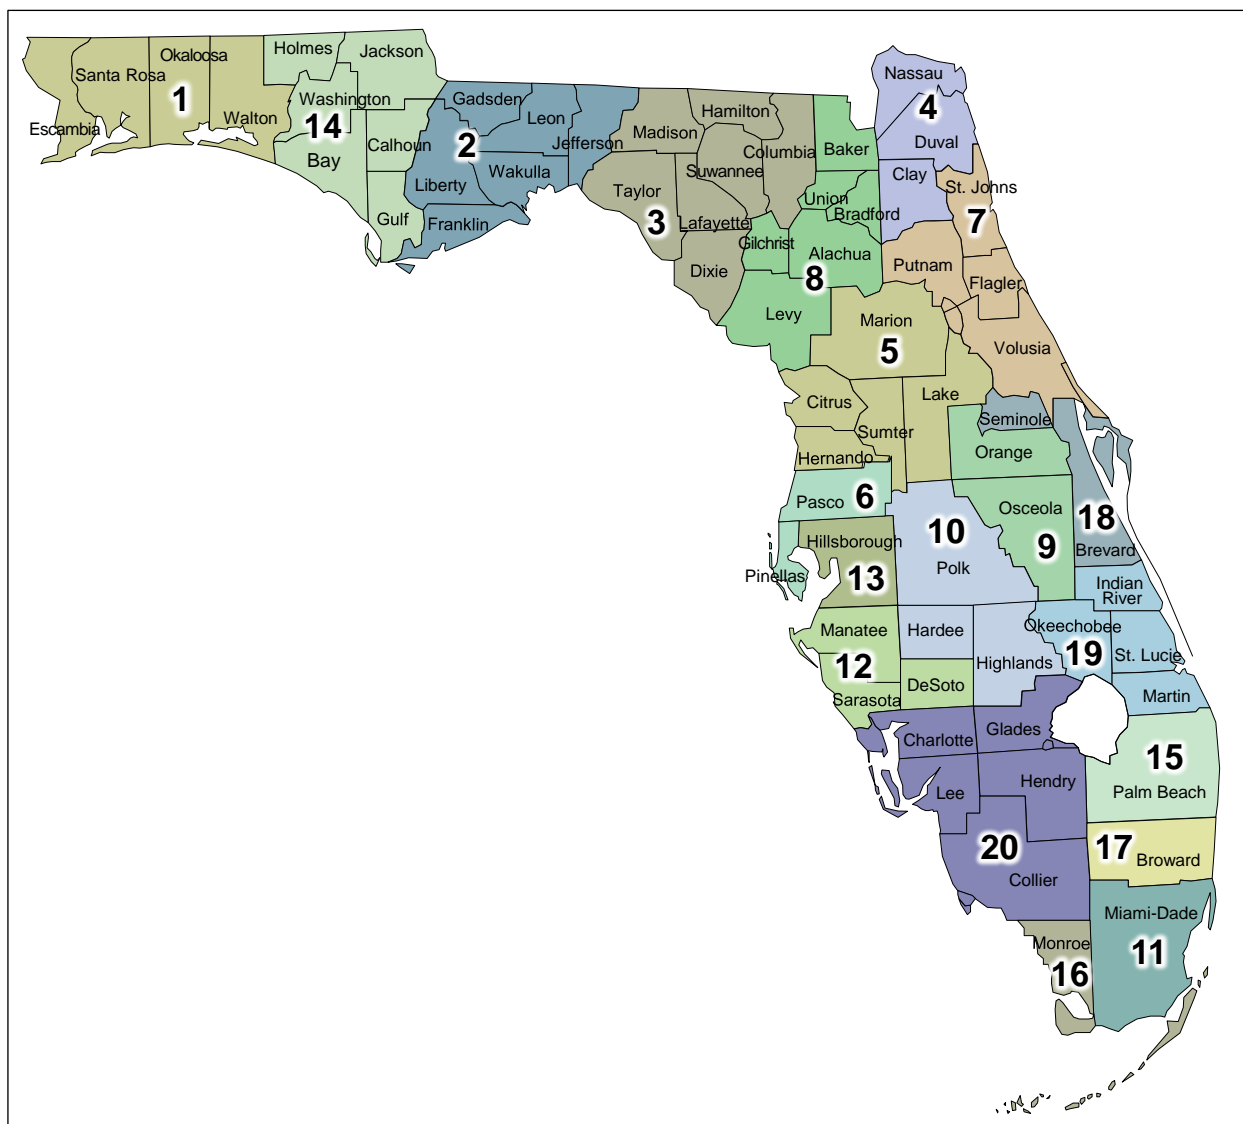 Holmes
Jackson
Okaloosa
Santa Rosa
1
Washington
14
Walton
Escambia
Bay
Calhoun
Gulf
Gadsden
Leon
2
Jefferson
Wakulla
Liberty
Franklin
Hamilton
Madison
Columbia
Suwannee
Taylor
3
Lafayette
Dixie
Baker
Union
Bradford
Gilchrist
Alachua
8
Levy
Nassau
4
Duval
Clay
St. Johns
7
Putnam
Flagler
Volusia
Marion
5
Lake
Citrus
Sumter
Hernando
Seminole
Orange
Osceola
9
18
Brevard
Pasco
6
10
Polk
Hillsborough
13
Pinellas
Indian
River
Manatee
12
Sarasota
Hardee
DeSoto
Highlands
Okeechobee
19
St. Lucie
Martin
Charlotte
Glades
Lee
Hendry
20
Collier
15
Palm Beach
17
Broward
Miami-Dade
11
Monroe
16